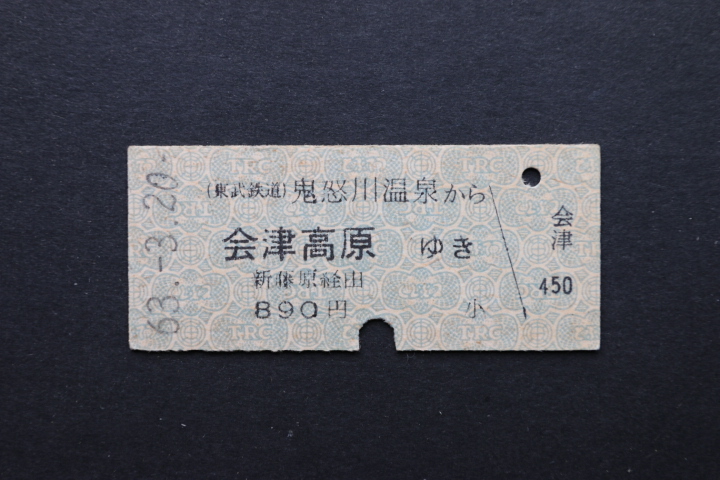 63.-3.20.
(東武鉄道)鬼怒川温泉から
会津高原 ゆき
新藤原経由
890円 小
会津
450
TRC